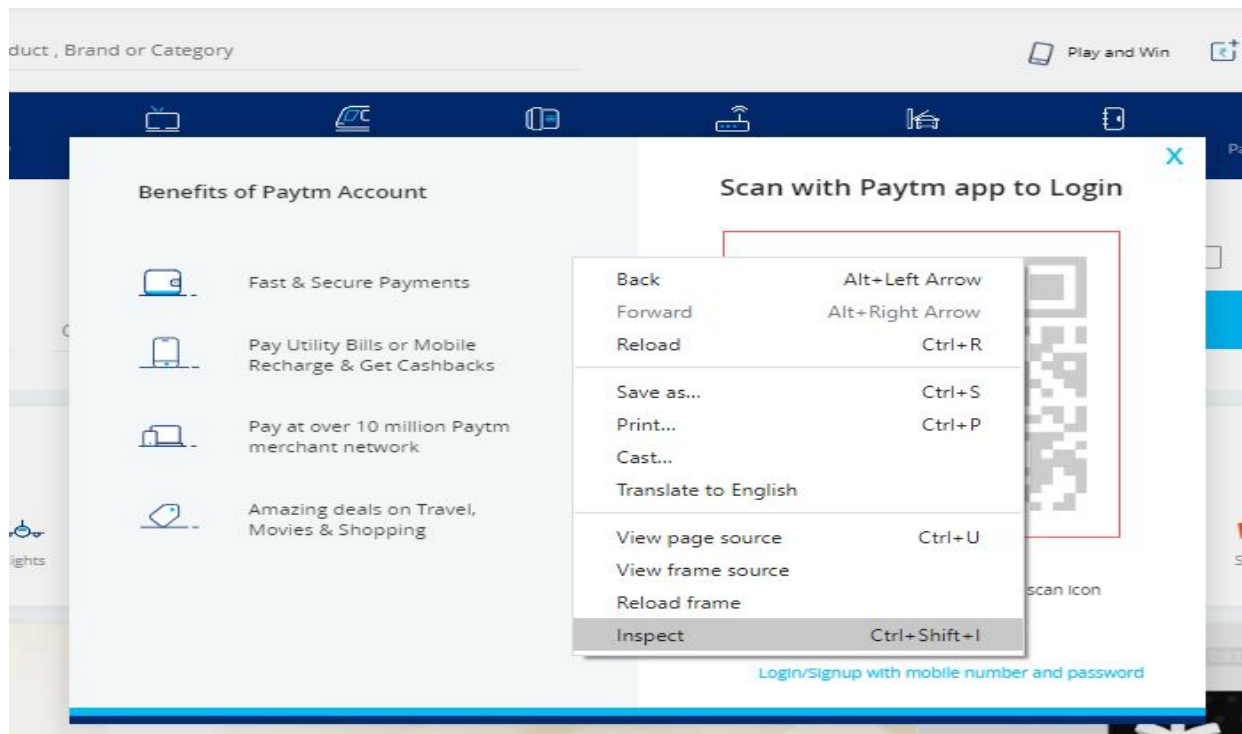 duct , Brand or Category
Play and Win
X
Benefits of Paytm Account
Scan with Paytm app to Login
Fast & Secure Payments
Pay Utility Bills or Mobile
Recharge & Get Cashbacks
Pay at over 10 million Paytm
merchant network
Amazing deals on Travel,
Movies & Shopping
Back Alt+Left Arrow
Forward Alt+Right Arrow
Reload Ctrl+R
Save as... Ctrl+S
Print... Ctrl+P
Cast...
Translate to English
View page source Ctrl+U
View frame source
Reload frame
Inspect Ctrl+Shift+I
scan icon
Login/Signup with mobile number and password
ights